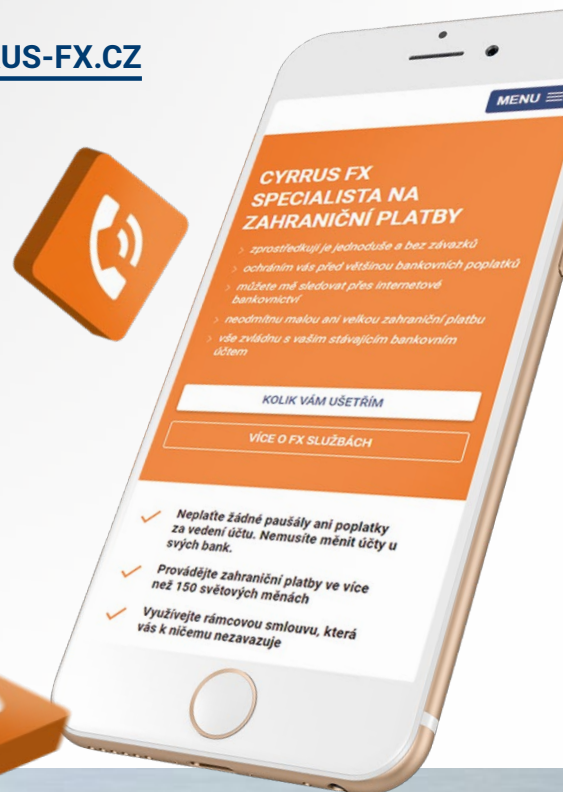 US-FX.CZ
MENU
CYRRUS FX
SPECIALISTA NA
ZAHRANIČNÍ PLATBY
> zprostředkuji je jednoduše a bez závazků
> ochráním vás před většinou bankovních poplatků
> můžete mě sledovat přes internetové
bankovnictví
> neodmítnu malou ani velkou zahraniční platbu
> vše zvládnu s vaším stávajícím bankovním
účtem
KOLIK VÁM UŠETŘÍM
VÍCE O FX SLUŽBÁCH
Neplaťte žádné paušály ani poplatky
za vedení účtu. Nemusíte měnit účty u
svých bank.
Provádějte zahraniční platby ve více
než 150 světových měnách
Využívejte rámcovou smlouvu, která
vás k ničemu nezavazuje